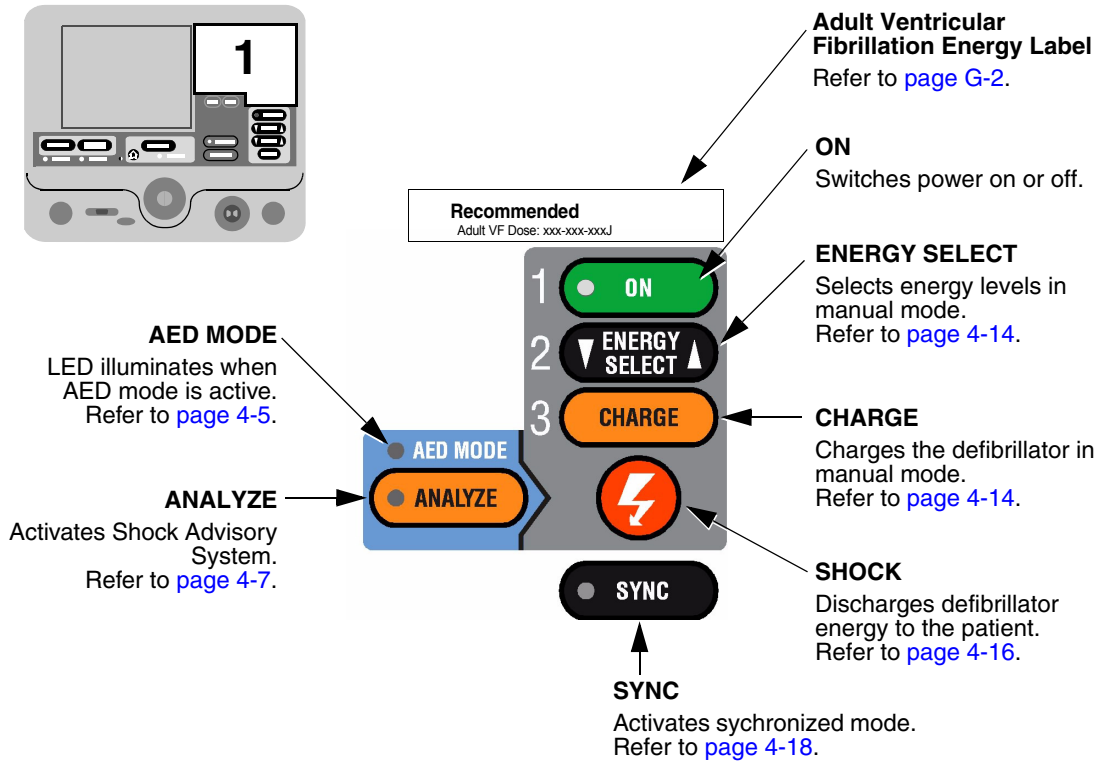 1
Adult Ventricular
Fibrillation Energy Label
Refer to page G-2.
ON
Switches power on or off.
Recommended
Adult VF Dose: xxx-xxx-xxxJ
ENERGY SELECT
Selects energy levels in
manual mode.
Refer to page 4-14.
1 ON
2 ENERGY
SELECT
3 CHARGE
AED MODE
LED illuminates when
AED mode is active.
Refer to page 4-5.
CHARGE
Charges the defibrillator in
manual mode.
Refer to page 4-14.
AED MODE
ANALYZE
ANALYZE
Activates Shock Advisory
System.
Refer to page 4-7.
SHOCK
Discharges defibrillator
energy to the patient.
Refer to page 4-16.
SYNC
SYNC
Activates sychronized mode.
Refer to page 4-18.